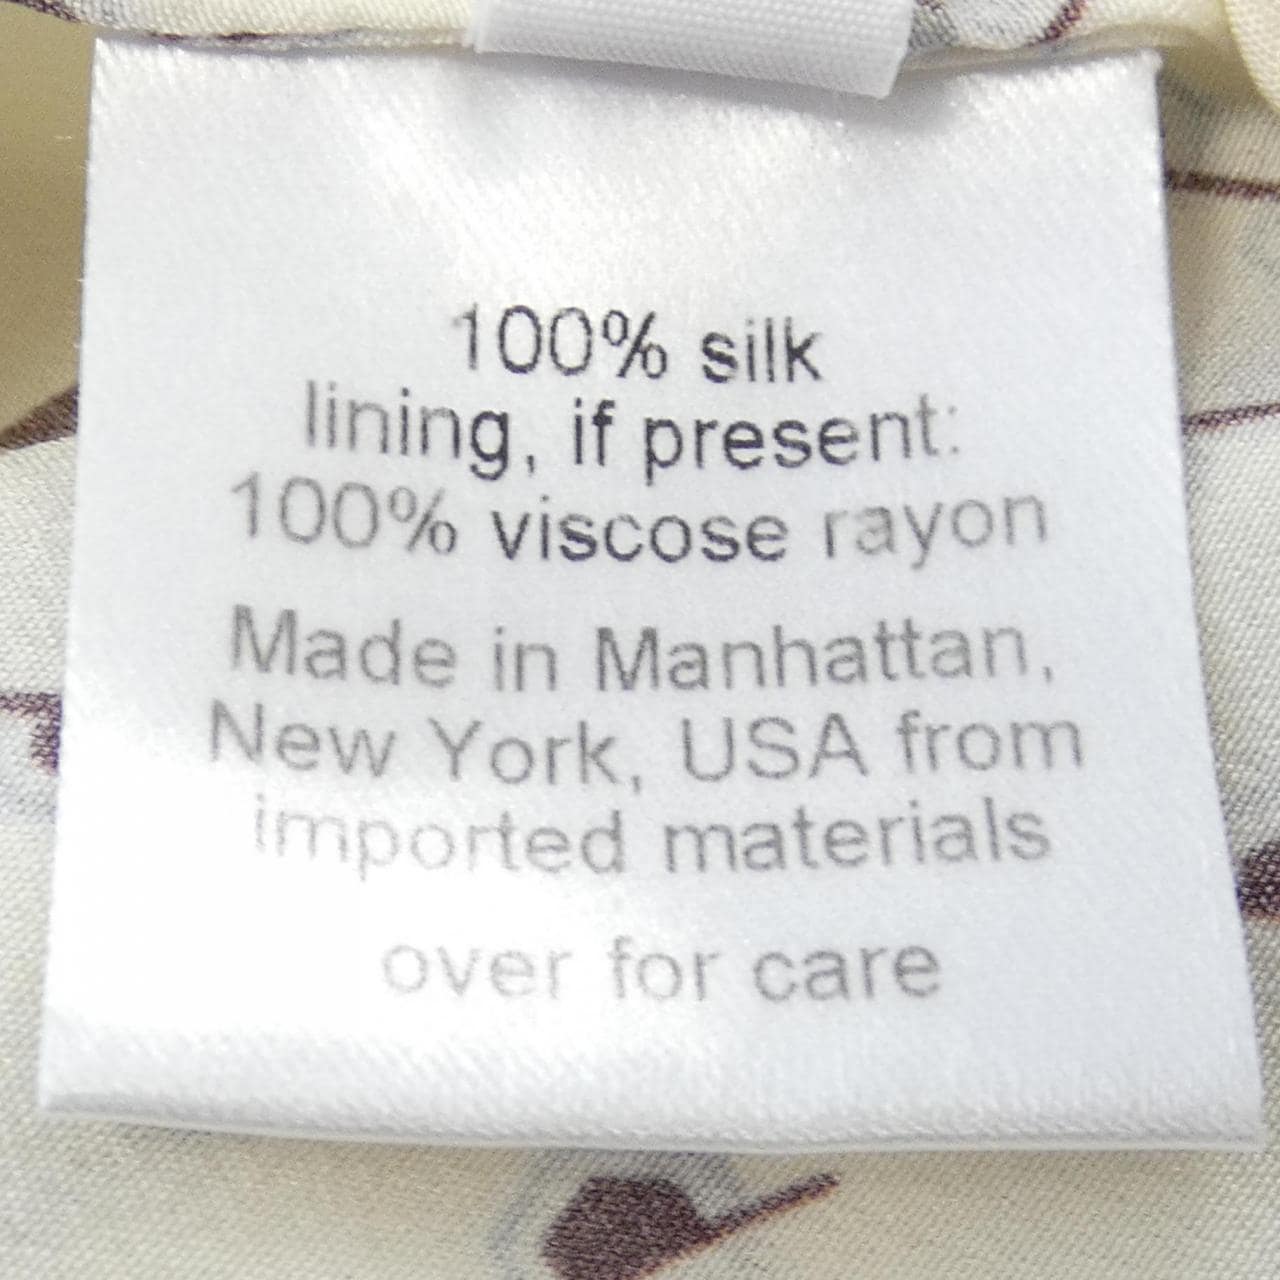 100% silk
lining, if present:
100% viscose rayon
Made in Manhattan,
New York, USA from
imported materials
over for care